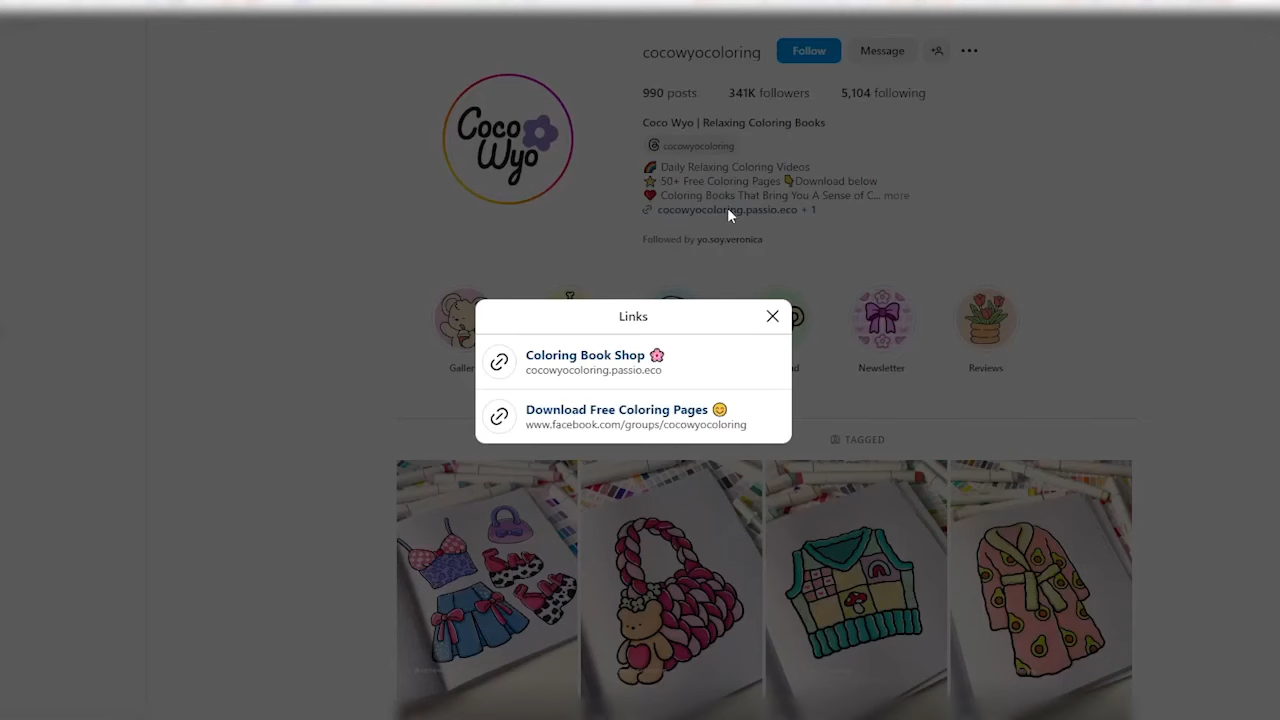 cocowyocoloring Follow Message
990 posts 341K followers 5,104 following
Coco Wyo
Coco Wyo | Relaxing Coloring Books
cocowyocoloring
🌈 Daily Relaxing Coloring Videos
⭐ 50+ Free Coloring Pages 👇Download below
❤️ Coloring Books That Bring You A Sense of C... more
cocowyocoloring.passio.eco + 1
Followed by yo.soy.veronica
Links
Coloring Book Shop 🌸
cocowyocoloring.passio.eco
Download Free Coloring Pages 😊
www.facebook.com/groups/cocowyocoloring
Newsletter Reviews
TAGGED